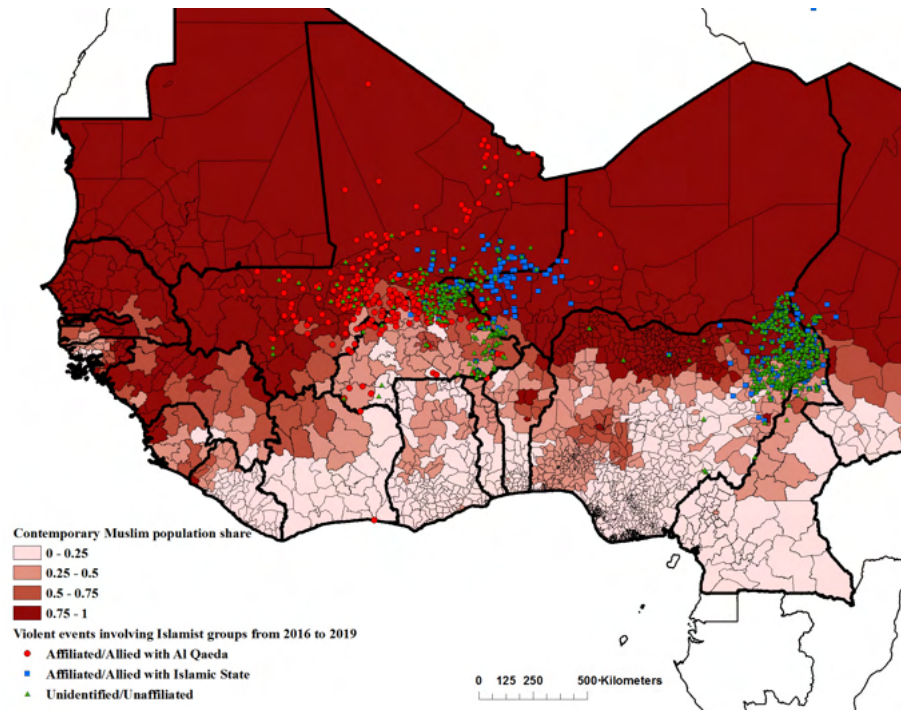 Contemporary Muslim population share
0 - 0.25
0.25 - 0.5
0.5 - 0.75
0.75 - 1
Violent events involving Islamist groups from 2016 to 2019
Affiliated/Allied with Al Qaeda
Affiliated/Allied with Islamic State
Unidentified/Unaffiliated
0 125 250 500 Kilometers